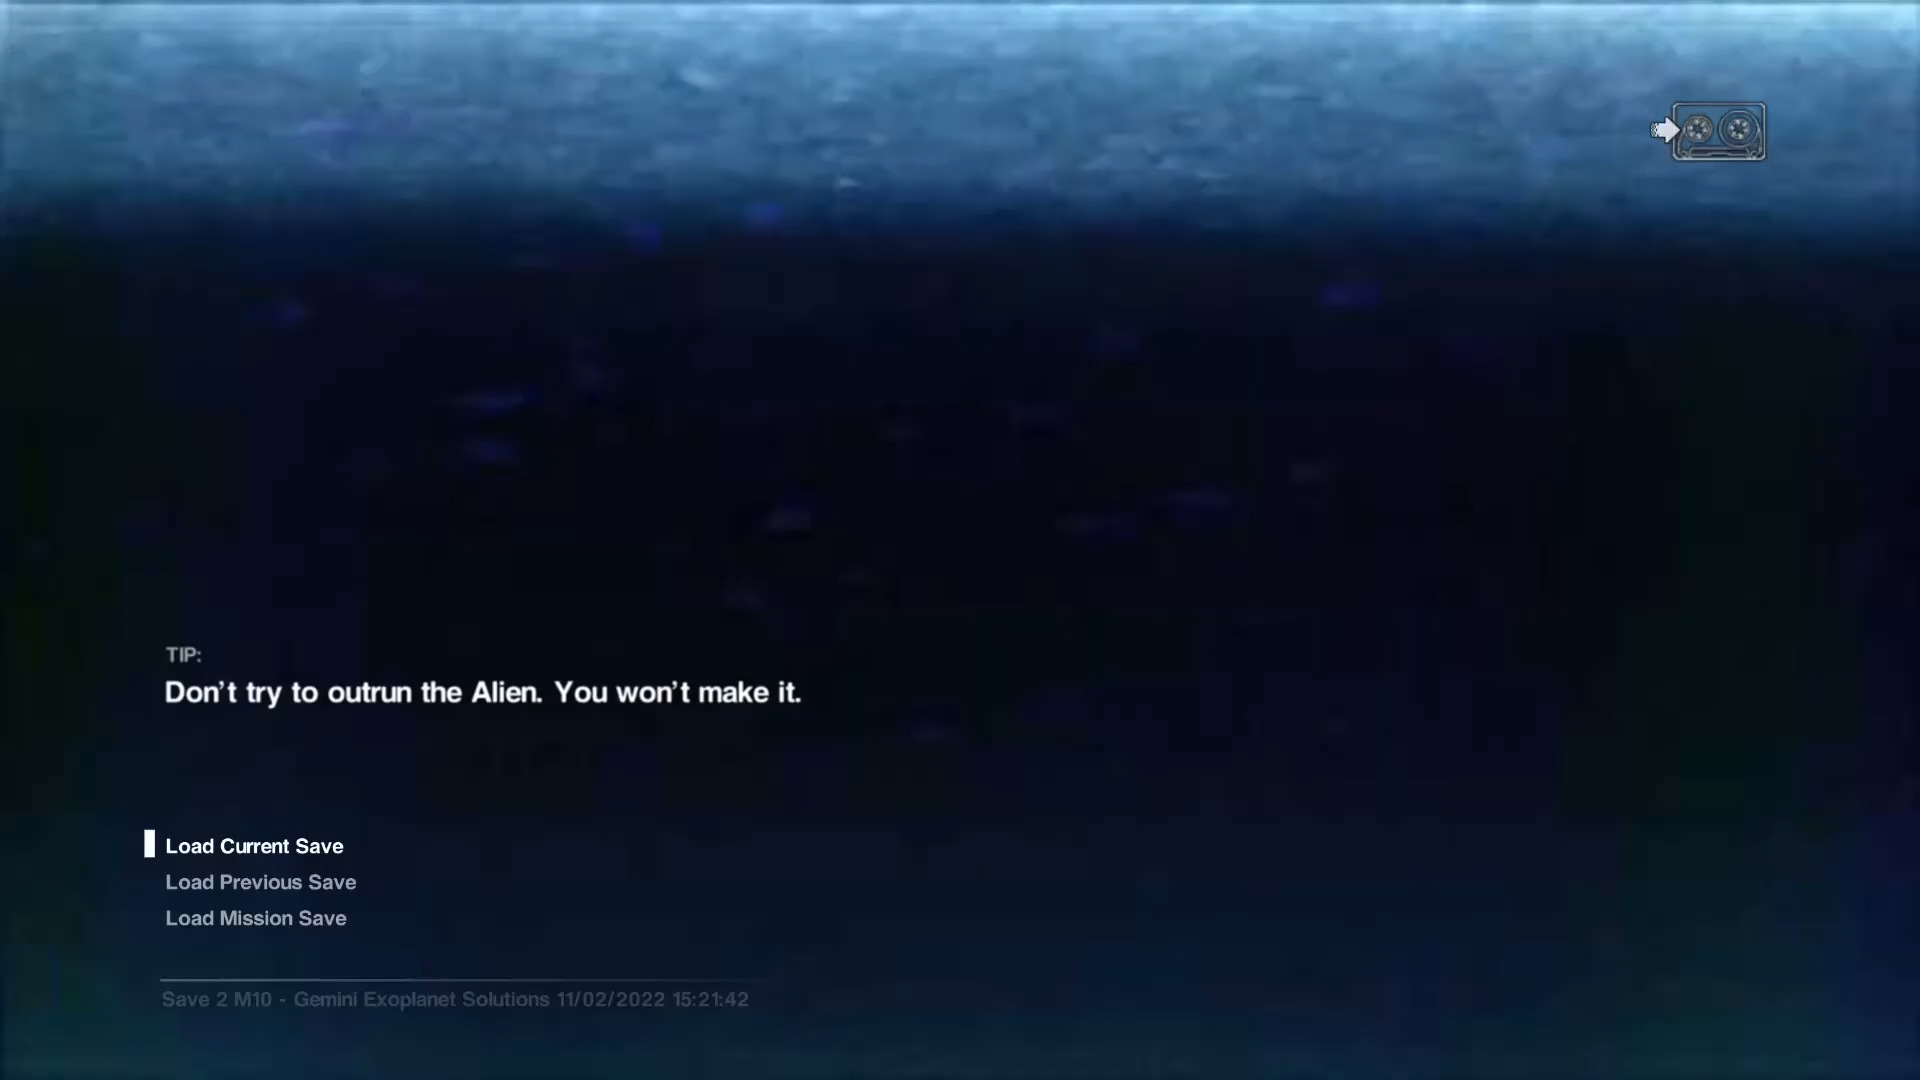 TIP:
Don't try to outrun the Alien. You won't make it.
Load Current Save
Load Previous Save
Load Mission Save
Save 2 M10 - Gemini Exoplanet Solutions 11/02/2022 15:21:42